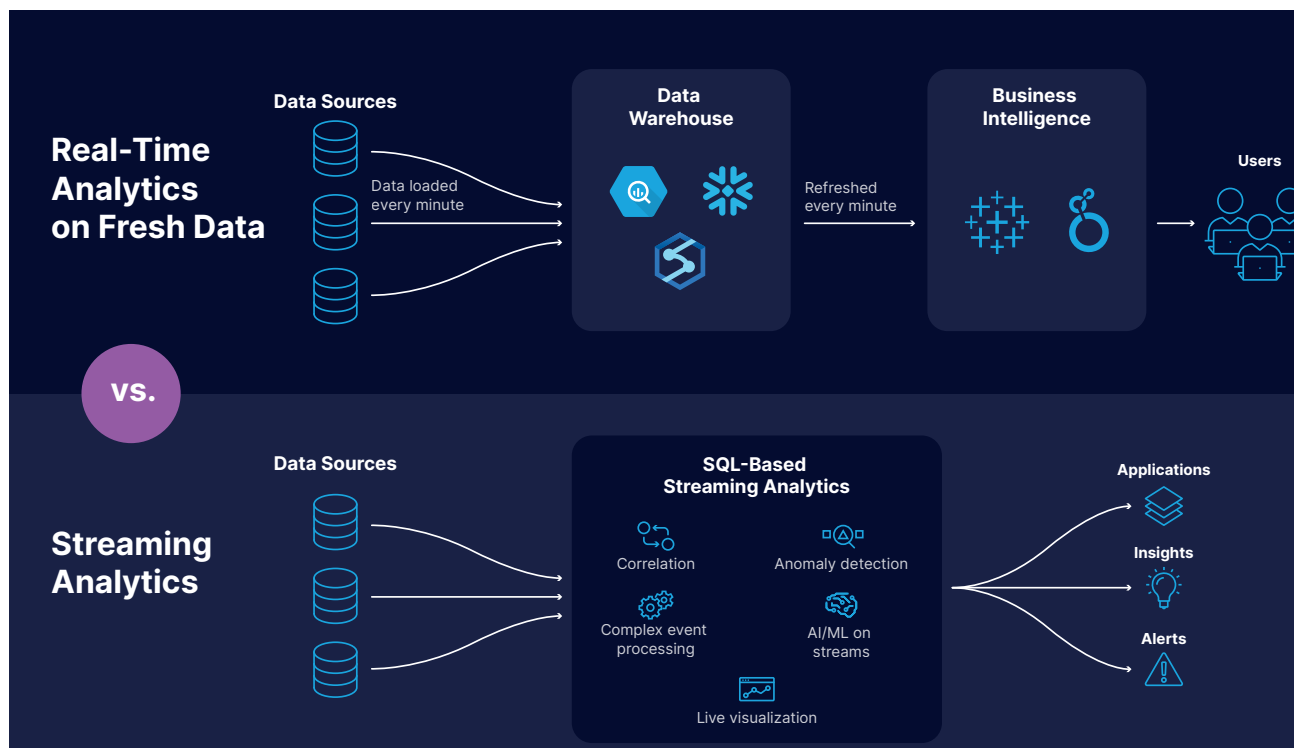 Real-Time
Analytics
on Fresh Data
Data Sources
Data loaded
every minute
Data
Warehouse
Refreshed
every minute
Business
Intelligence
Users
vs.
Streaming
Analytics
Data Sources
SQL-Based
Streaming Analytics
Correlation
Anomaly detection
Complex event
processing
AI/ML on
streams
Live visualization
Applications
Insights
Alerts